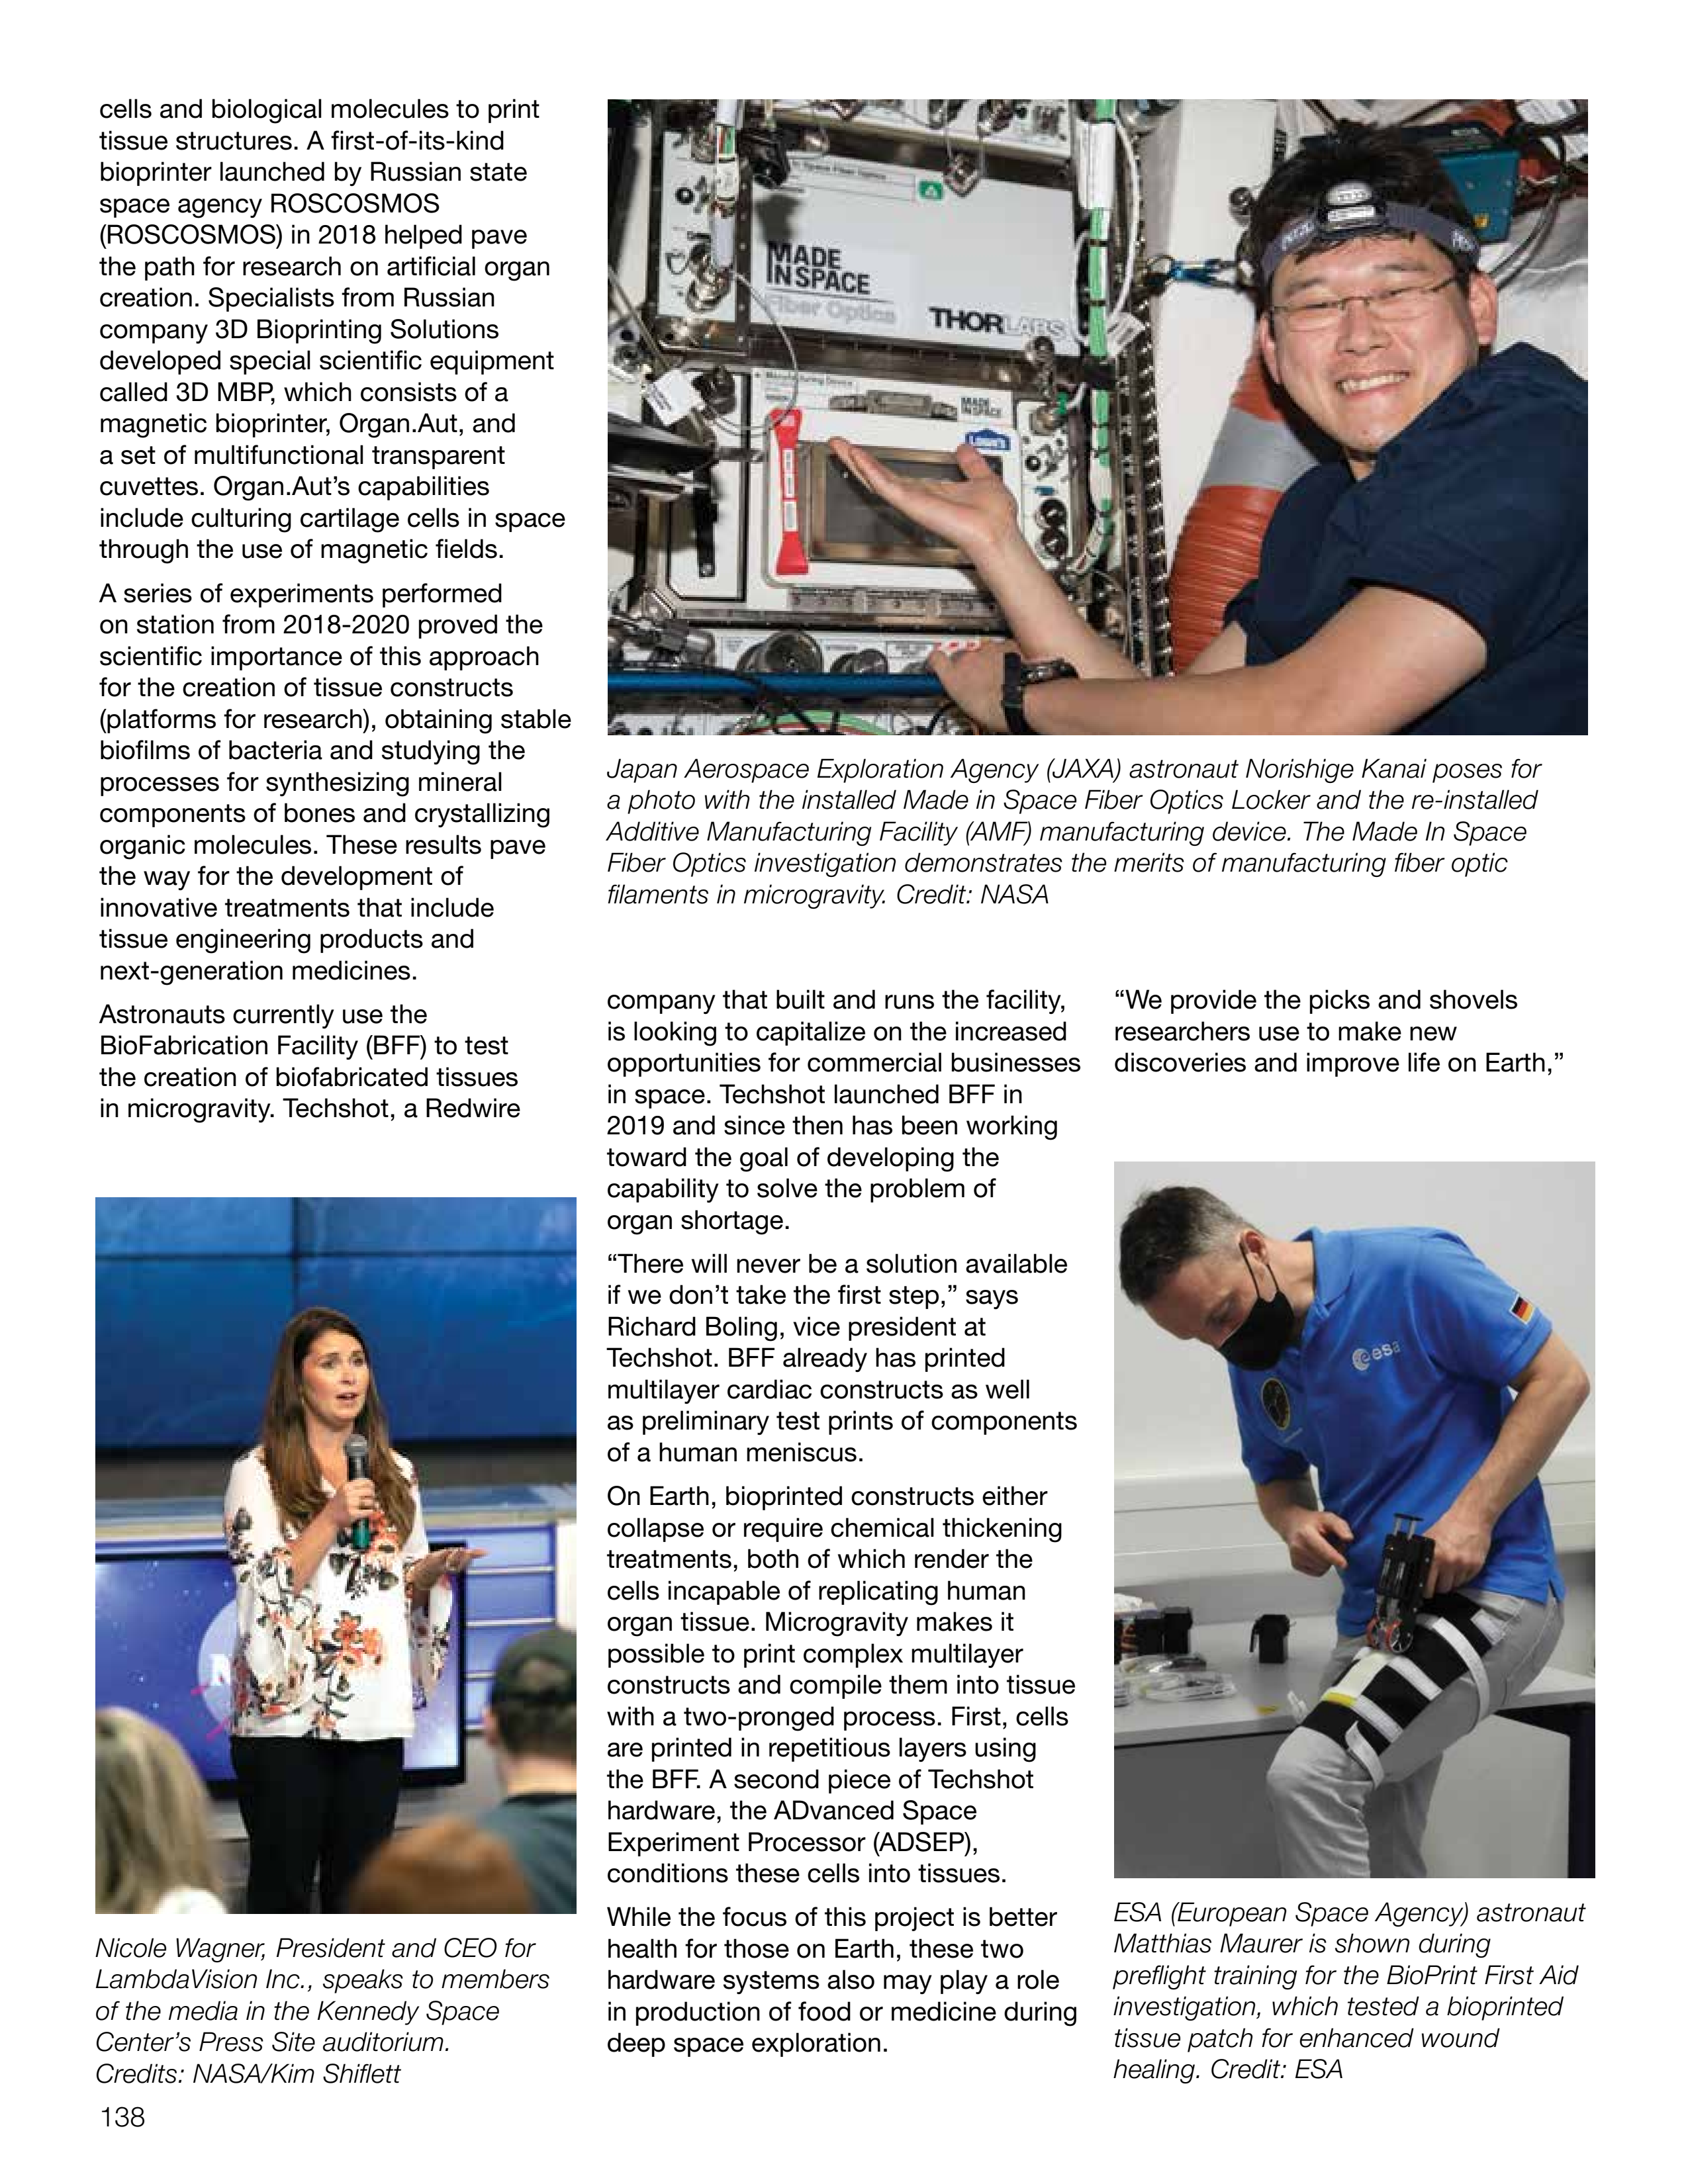 cells and biological molecules to print
tissue structures. A first-of-its-kind
bioprinter launched by Russian state
space agency ROSCOSMOS
(ROSCOSMOS) in 2018 helped pave
the path for research on artificial organ
creation. Specialists from Russian
company 3D Bioprinting Solutions
developed special scientific equipment
called 3D MBP, which consists of a
magnetic bioprinter, Organ.Aut, and
a set of multifunctional transparent
cuvettes. Organ.Aut’s capabilities
include culturing cartilage cells in space
through the use of magnetic fields.
A series of experiments performed
on station from 2018-2020 proved the
scientific importance of this approach
for the creation of tissue constructs
(platforms for research), obtaining stable
biofilms of bacteria and studying the
processes for synthesizing mineral
components of bones and crystallizing
organic molecules. These results pave
the way for the development of
innovative treatments that include
tissue engineering products and
next-generation medicines.
Astronauts currently use the
BioFabrication Facility (BFF) to test
the creation of biofabricated tissues
in microgravity. Techshot, a Redwire
MADE
IN SPACE
Fiber Optics
THORLABS
MADE
IN SPACE
Lowe's
PETZL
Japan Aerospace Exploration Agency (JAXA) astronaut Norishige Kanai poses for
a photo with the installed Made in Space Fiber Optics Locker and the re-installed
Additive Manufacturing Facility (AMF) manufacturing device. The Made In Space
Fiber Optics investigation demonstrates the merits of manufacturing fiber optic
filaments in microgravity. Credit: NASA
Nicole Wagner, President and CEO for
LambdaVision Inc., speaks to members
of the media in the Kennedy Space
Center’s Press Site auditorium.
Credits: NASA/Kim Shiflett
company that built and runs the facility,
is looking to capitalize on the increased
opportunities for commercial businesses
in space. Techshot launched BFF in
2019 and since then has been working
toward the goal of developing the
capability to solve the problem of
organ shortage.
“There will never be a solution available
if we don’t take the first step,” says
Richard Boling, vice president at
Techshot. BFF already has printed
multilayer cardiac constructs as well
as preliminary test prints of components
of a human meniscus.
On Earth, bioprinted constructs either
collapse or require chemical thickening
treatments, both of which render the
cells incapable of replicating human
organ tissue. Microgravity makes it
possible to print complex multilayer
constructs and compile them into tissue
with a two-pronged process. First, cells
are printed in repetitious layers using
the BFF. A second piece of Techshot
hardware, the ADvanced Space
Experiment Processor (ADSEP),
conditions these cells into tissues.
While the focus of this project is better
health for those on Earth, these two
hardware systems also may play a role
in production of food or medicine during
deep space exploration.
“We provide the picks and shovels
researchers use to make new
discoveries and improve life on Earth,”
esa
ESA (European Space Agency) astronaut
Matthias Maurer is shown during
preflight training for the BioPrint First Aid
investigation, which tested a bioprinted
tissue patch for enhanced wound
healing. Credit: ESA
138